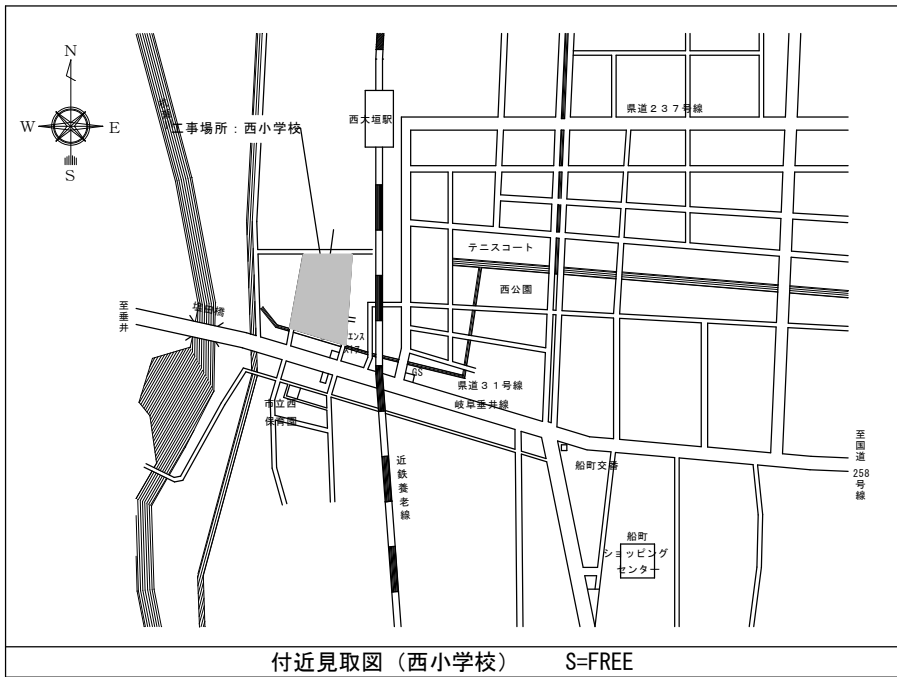 N
W
E
S
工事場所：西小学校
西大垣駅
県道２３７号線
テニスコート
西公園
至垂井
塩田橋
GS
県道３１号線
岐阜垂井線
市立西
保育園
近鉄養老線
船町交番
至国道
258
号線
船町
ショッピング
センター
付近見取図（西小学校）　S=FREE